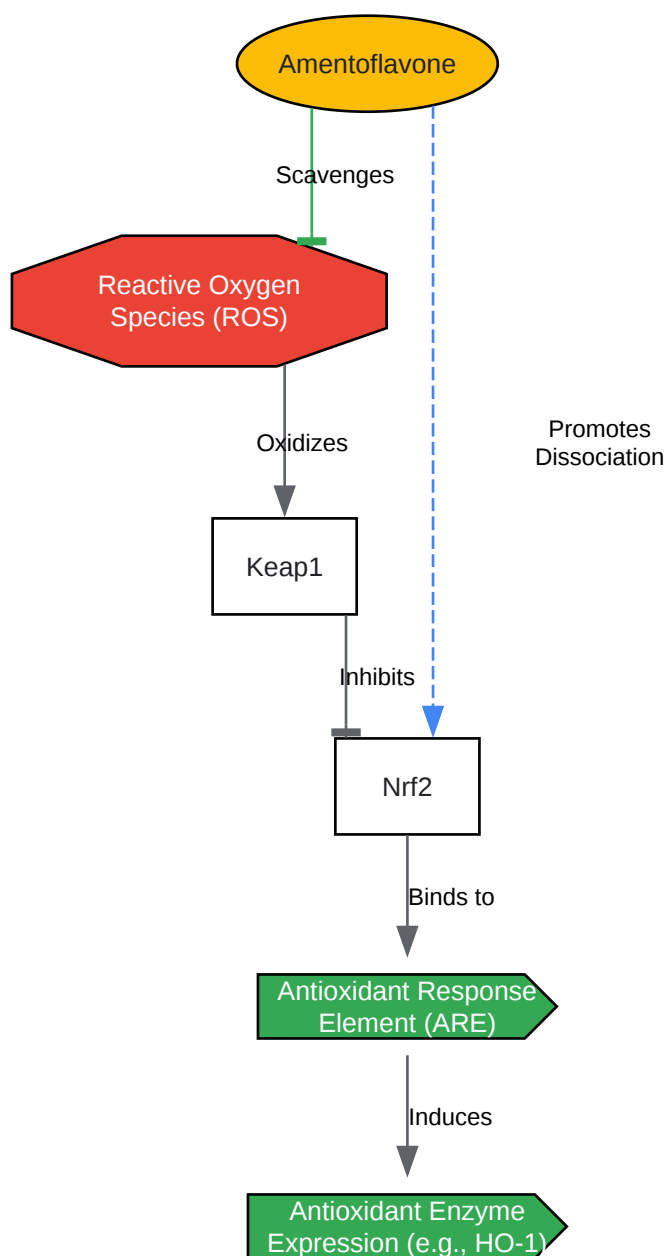 Amentoflavone
Scavenges
Reactive Oxygen
Species (ROS)
Oxidizes
Promotes
Dissociation
Keap1
Inhibits
Nrf2
Binds to
Antioxidant Response
Element (ARE)
Induces
Antioxidant Enzyme
Expression (e.g., HO-1)